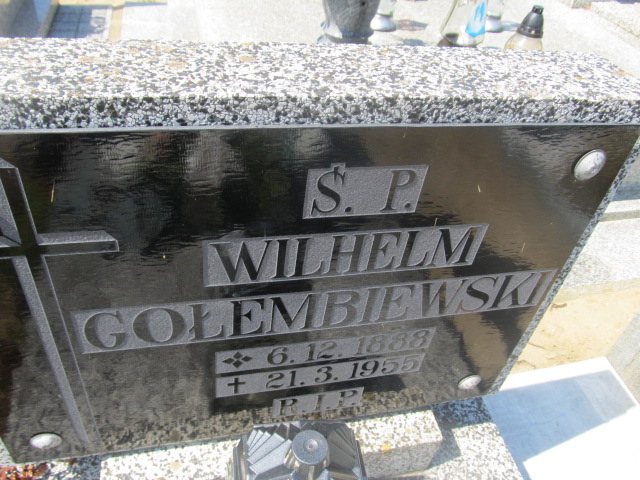 Ś. P.
WILHELM
GOŁEMBIEWSKI
6. 12. 1888
21. 3. 1955
R. I. P.